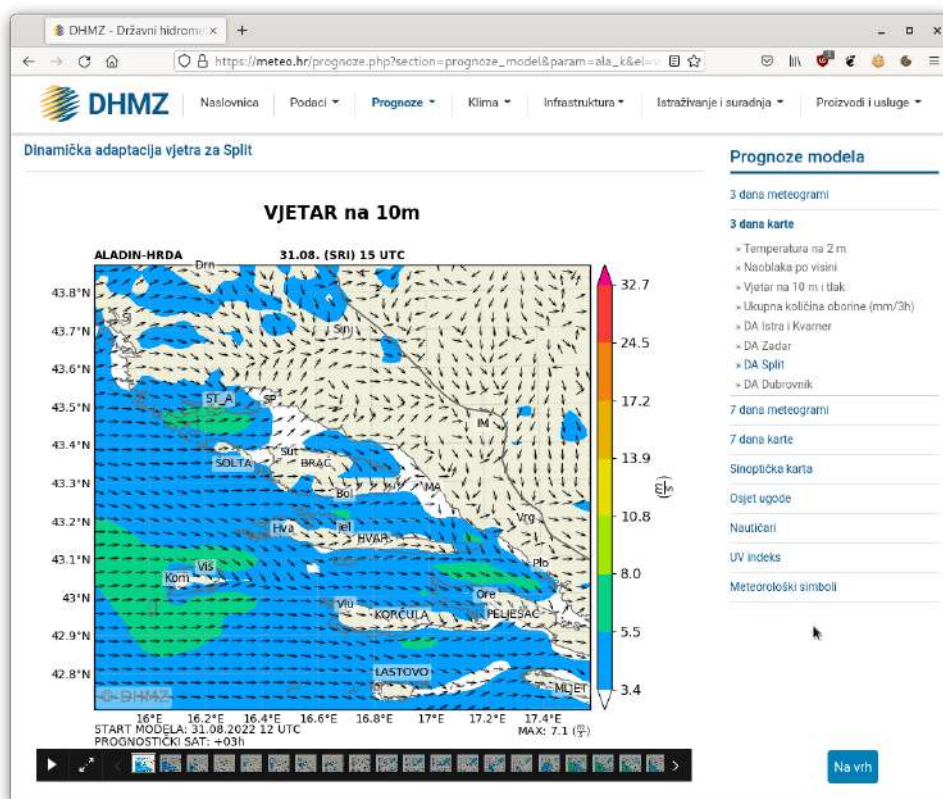 DHMZ - Državni hidrome
https://meteo.hr/prognoze.php?section=prognoze_model&param=ala_k&el=
DHMZ
Naslovnica
Podaci
Prognoze
Klima
Infrastruktura
Istraživanje i suradnja
Proizvodi i usluge
Dinamička adaptacija vjetra za Split
VJETAR na 10m
ALADIN-HRDA 31.08. (SRI) 15 UTC
Drn
43.8°N
Ši
Sinj
43.7°N
43.6°N
ST_A
SP
43.5°N
IM
43.4°N
Sut
ŠOLTA
BRAČ
43.3°N
MA
Bol
43.2°N
Hva
Jel
Vrg
HVAR
43.1°N
Plo
Viš
Kom
43°N
Ore
Vlu
KORČULA
PELJEŠAC
42.9°N
42.8°N
LASTOVO
MLJET
© DHMZ
16°E 16.2°E 16.4°E 16.6°E 16.8°E 17°E 17.2°E 17.4°E
START MODELA: 31.08.2022 12 UTC
PROGNOSTIČKI SAT: +03h
MAX: 7.1 (m/s)
32.7
24.5
17.2
13.9
10.8
8.0
5.5
3.4
(m/s)
Prognoze modela
3 dana meteogrami
3 dana karte
» Temperatura na 2 m
» Naoblaka po visini
» Vjetar na 10 m i tlak
» Ukupna količina oborine (mm/3h)
» DA Istra i Kvarner
» DA Zadar
» DA Split
» DA Dubrovnik
7 dana meteogrami
7 dana karte
Sinoptička karta
Osjet ugode
Nautičari
UV indeks
Meteorološki simboli
Na vrh